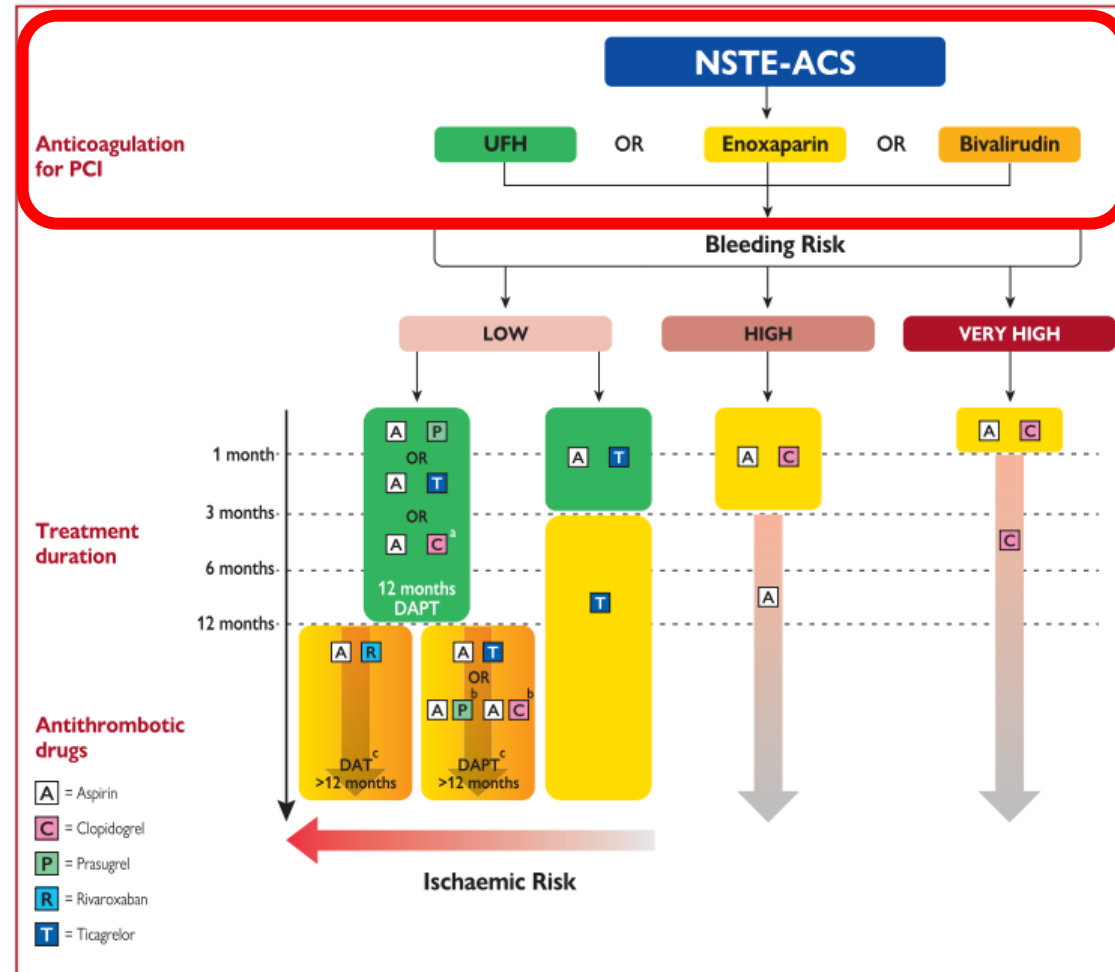 NSTE-ACS
Anticoagulation
for PCI
UFH OR Enoxaparin OR Bivalirudin
Bleeding Risk
LOW HIGH VERY HIGH
A P
1 month
OR
A T
A T
A C
A C
3 months
OR
A C a
Treatment
duration
C
6 months
12 months
DAPT
T
A
12 months
A R
A T
OR
A P b A C b
Antithrombotic
drugs
DAT c
>12 months
DAPT c
>12 months
A = Aspirin
C = Clopidogrel
P = Prasugrel
R = Rivaroxaban
T = Ticagrelor
Ischaemic Risk